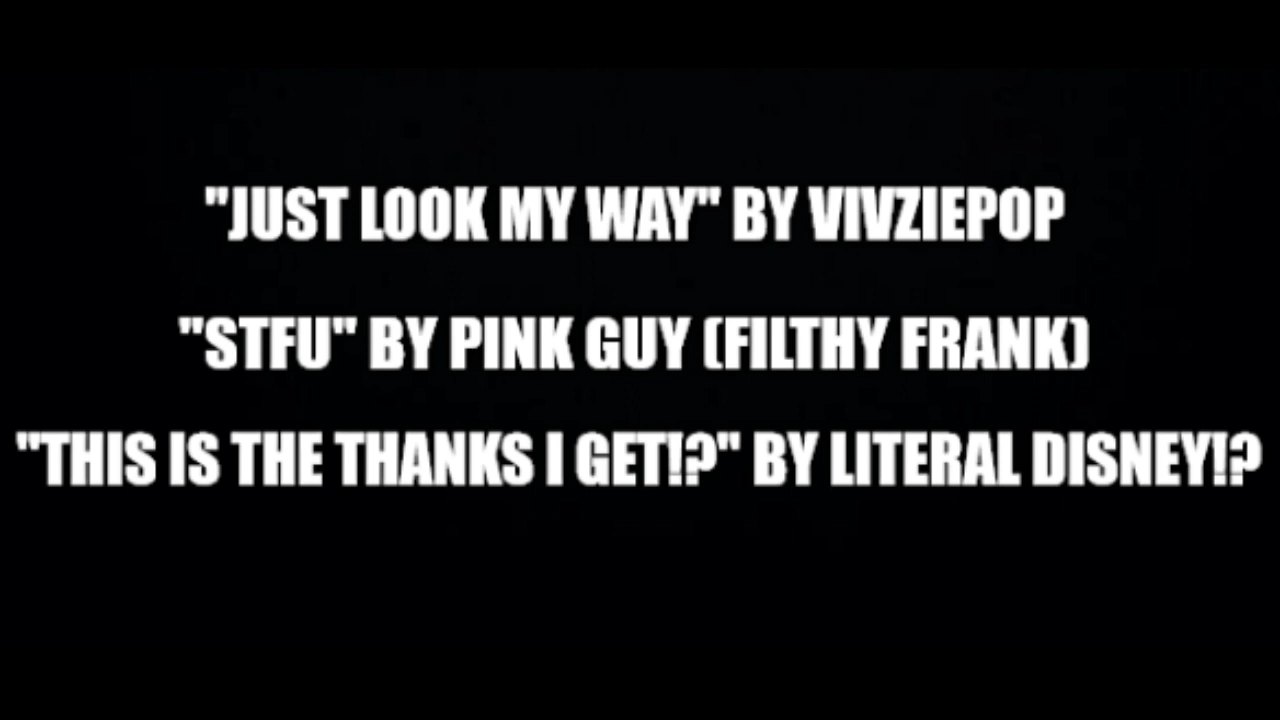 "JUST LOOK MY WAY" BY VIVZIEPOP
"STFU" BY PINK GUY (FILTHY FRANK)
"THIS IS THE THANKS I GET!?" BY LITERAL DISNEY!?